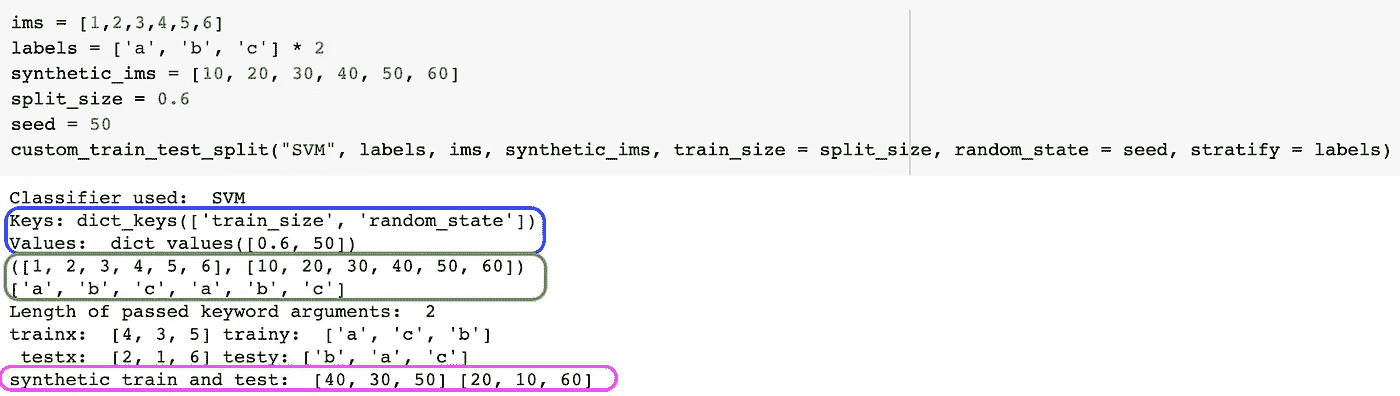 ims = [1,2,3,4,5,6]
labels = ['a', 'b', 'c'] * 2
synthetic_ims = [10, 20, 30, 40, 50, 60]
split_size = 0.6
seed = 50
custom_train_test_split("SVM", labels, ims, synthetic_ims, train_size = split_size, random_state = seed, stratify = labels)
Classifier used:  SVM
Keys: dict_keys(['train_size', 'random_state'])
Values:  dict_values([0.6, 50])
([1, 2, 3, 4, 5, 6], [10, 20, 30, 40, 50, 60])
['a', 'b', 'c', 'a', 'b', 'c']
Length of passed keyword arguments:  2
trainx:  [4, 3, 5] trainy:  ['a', 'c', 'b']
 testx:  [2, 1, 6] testy: ['b', 'a', 'c']
synthetic train and test:  [40, 30, 50] [20, 10, 60]